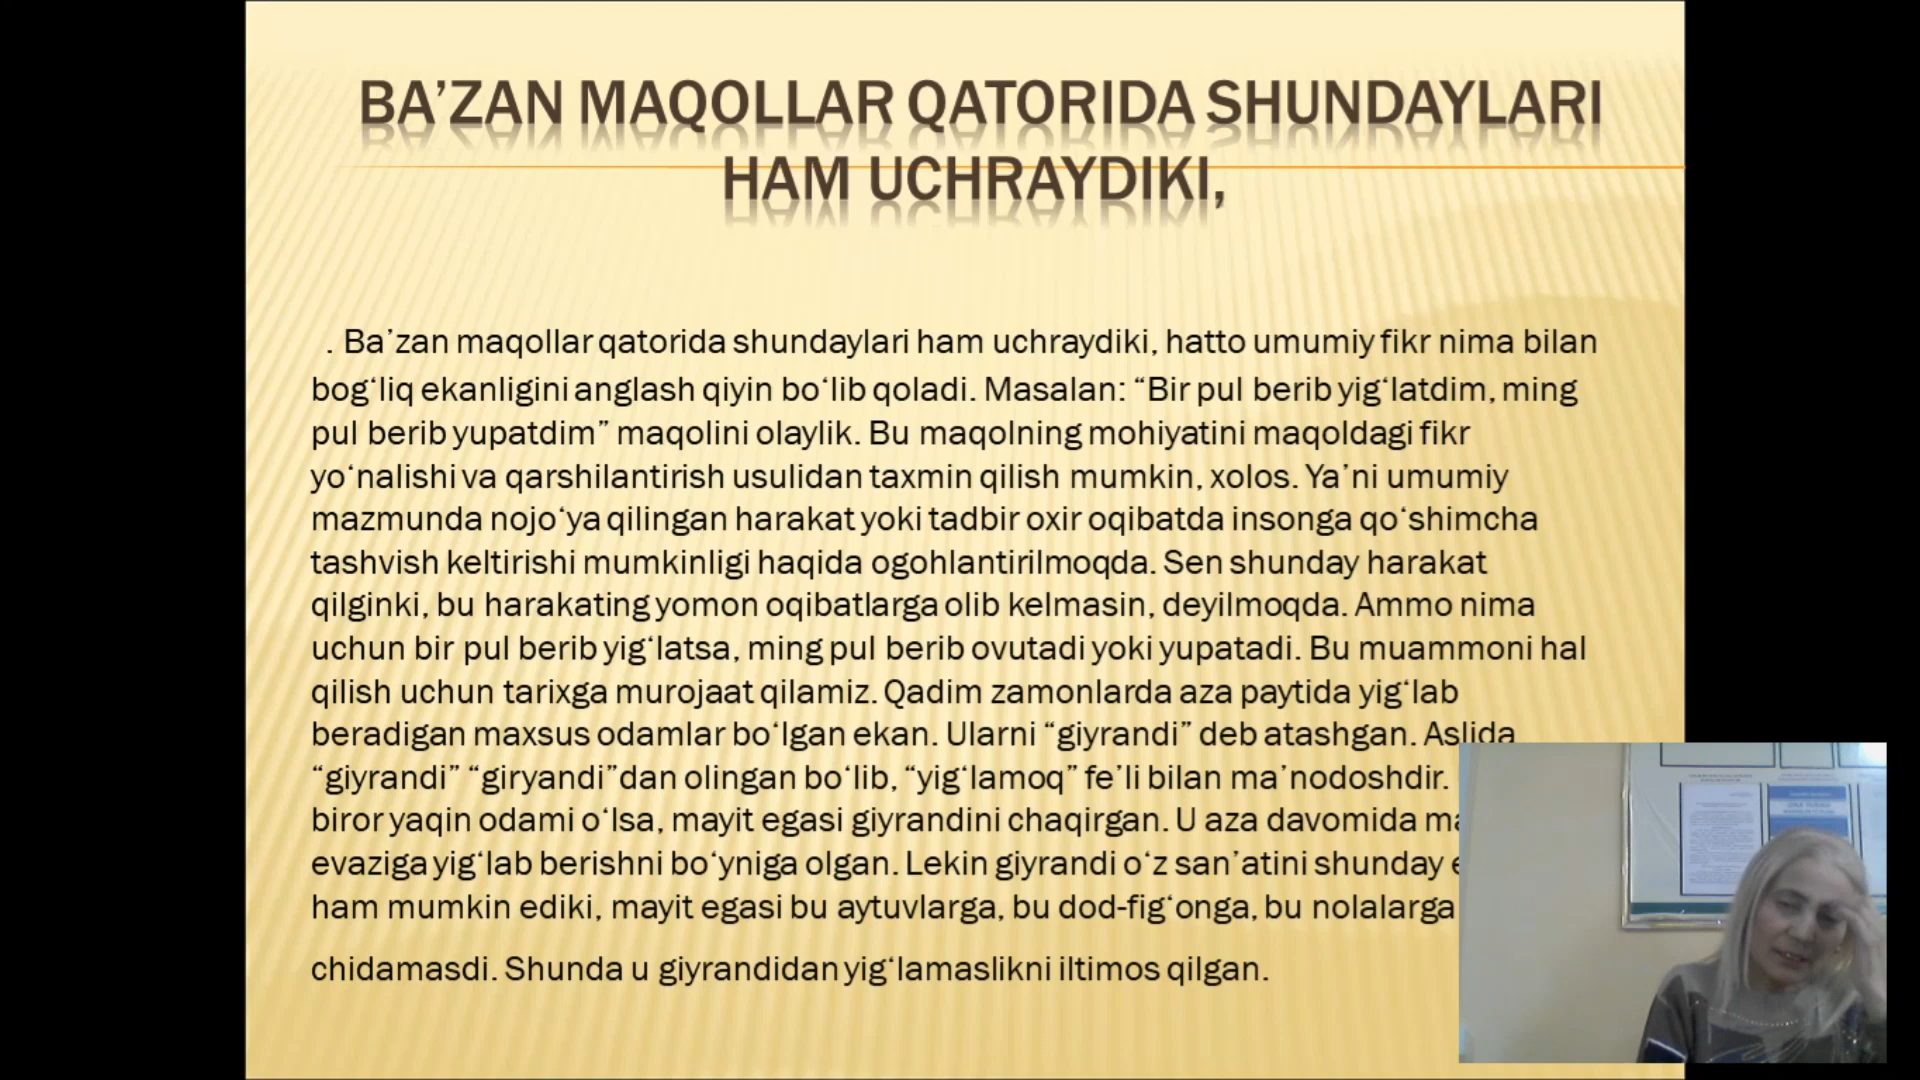 BA’ZAN MAQOLLAR QATORIDA SHUNDAYLARI
HAM UCHRAYDIKI,
. Ba’zan maqollar qatorida shundaylari ham uchraydiki, hatto umumiy fikr nima bilan
bog‘liq ekanligini anglash qiyin bo‘lib qoladi. Masalan: “Bir pul berib yig‘latdim, ming
pul berib yupatdim” maqolini olaylik. Bu maqolning mohiyatini maqoldagi fikr
yo‘nalishi va qarshilantirish usulidan taxmin qilish mumkin, xolos. Ya’ni umumiy
mazmunda nojo‘ya qilingan harakat yoki tadbir oxir oqibatda insonga qo‘shimcha
tashvish keltirishi mumkinligi haqida ogohlantirilmoqda. Sen shunday harakat
qilginki, bu harakating yomon oqibatlarga olib kelmasin, deyilmoqda. Ammo nima
uchun bir pul berib yig‘latsa, ming pul berib ovutadi yoki yupatadi. Bu muammoni hal
qilish uchun tarixga murojaat qilamiz. Qadim zamonlarda aza paytida yig‘lab
beradigan maxsus odamlar bo‘lgan ekan. Ularni “giyrandi” deb atashgan. Aslida
“giyrandi” “giryandi”dan olingan bo‘lib, “yig‘lamoq” fe’li bilan ma’nodoshdir.
biror yaqin odami o‘lsa, mayit egasi giyrandini chaqirgan. U aza davomida
evaziga yig‘lab berishni bo‘yniga olgan. Lekin giyrandi o‘z san’atini shunday
ham mumkin ediki, mayit egasi bu aytuvlarga, bu dod-fig‘onga, bu nolalarga
chidamasdi. Shunda u giyrandidan yig‘lamaslikni iltimos qilgan.